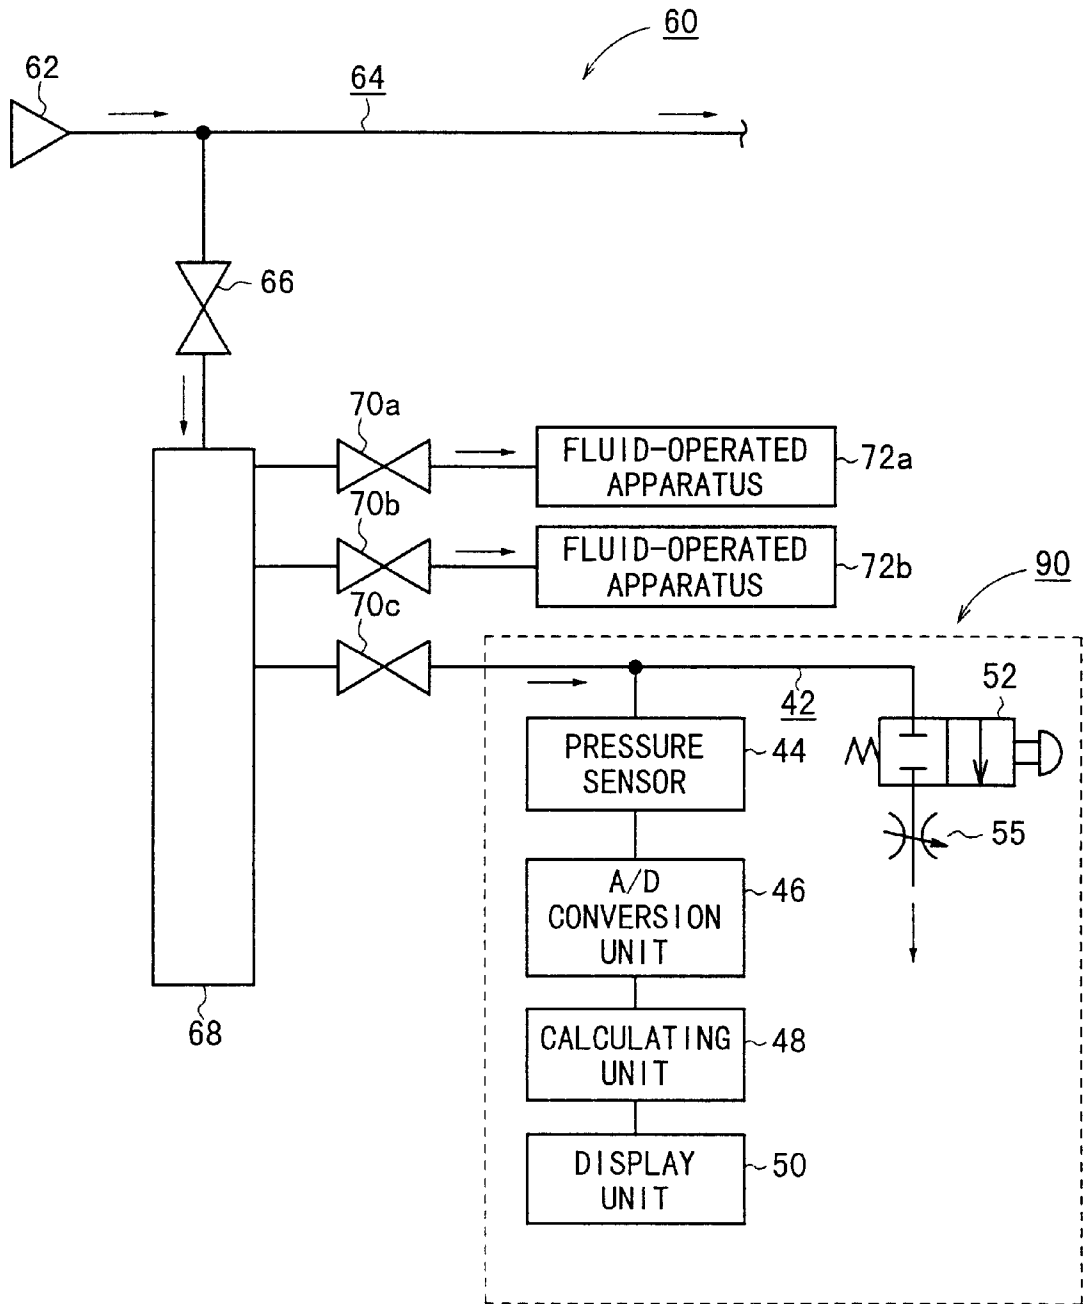 60
62
64
66
70a
FLUID-OPERATED
APPARATUS
72a
70b
FLUID-OPERATED
APPARATUS
72b
90
70c
42
52
PRESSURE
SENSOR
44
55
A/D
CONVERSION
UNIT
46
68
CALCULATING
UNIT
48
DISPLAY
UNIT
50